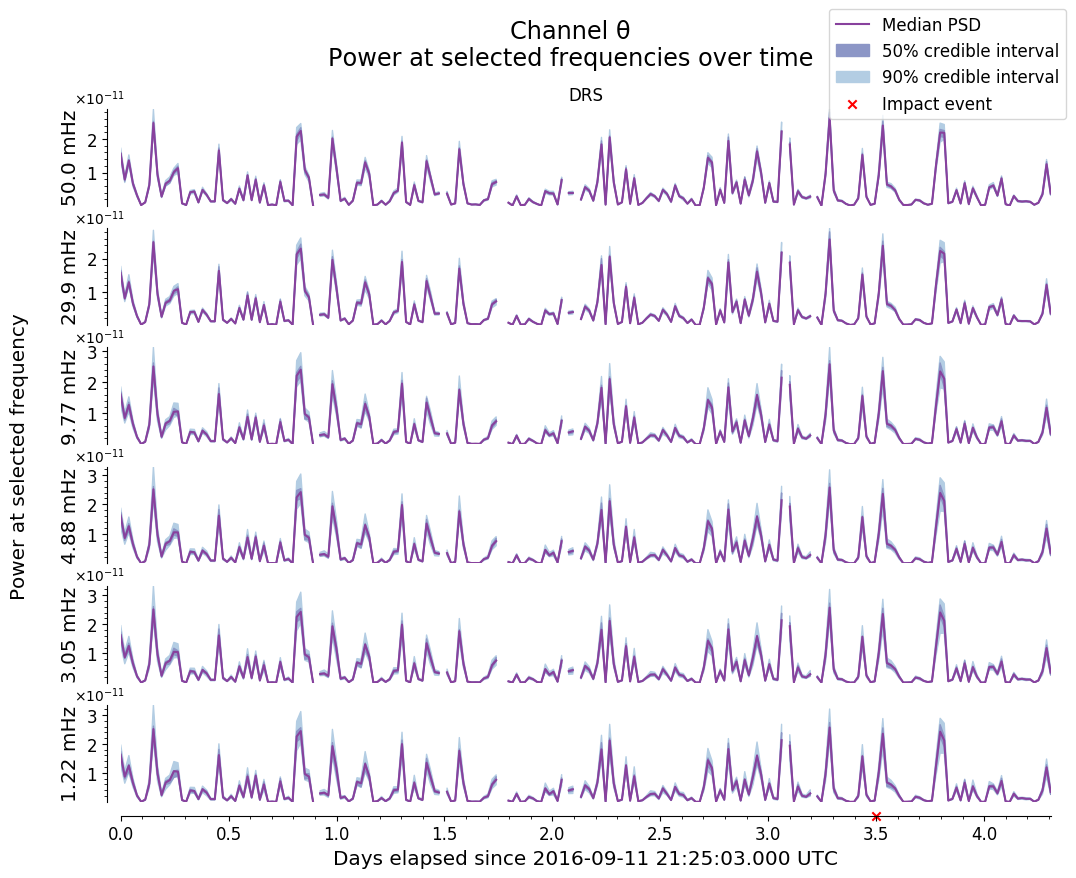 Channel θ
Power at selected frequencies over time
Median PSD
50% credible interval
90% credible interval
Impact event
DRS
Power at selected frequency
×10⁻¹¹
50.0 mHz
2
1
×10⁻¹¹
29.9 mHz
2
1
×10⁻¹¹
9.77 mHz
3
2
1
×10⁻¹¹
4.88 mHz
3
2
1
×10⁻¹¹
3.05 mHz
3
2
1
×10⁻¹¹
1.22 mHz
3
2
1
0.0 0.5 1.0 1.5 2.0 2.5 3.0 3.5 4.0
Days elapsed since 2016-09-11 21:25:03.000 UTC